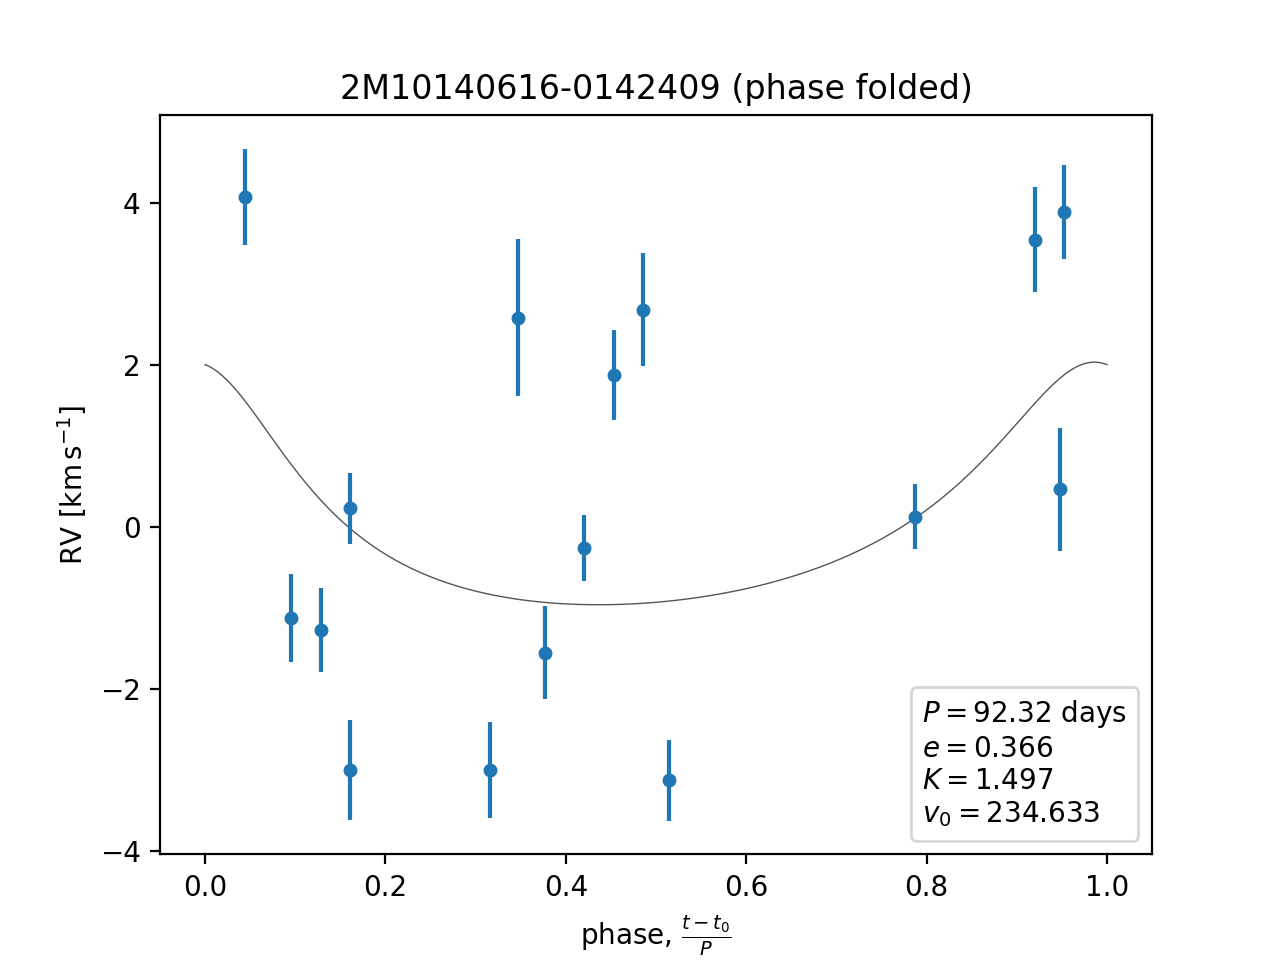 2M10140616-0142409 (phase folded)
RV [km s⁻¹]
4
2
0
−2
−4
P = 92.32 days
e = 0.366
K = 1.497
v₀ = 234.633
0.0 0.2 0.4 0.6 0.8 1.0
phase, (t − t₀)/P